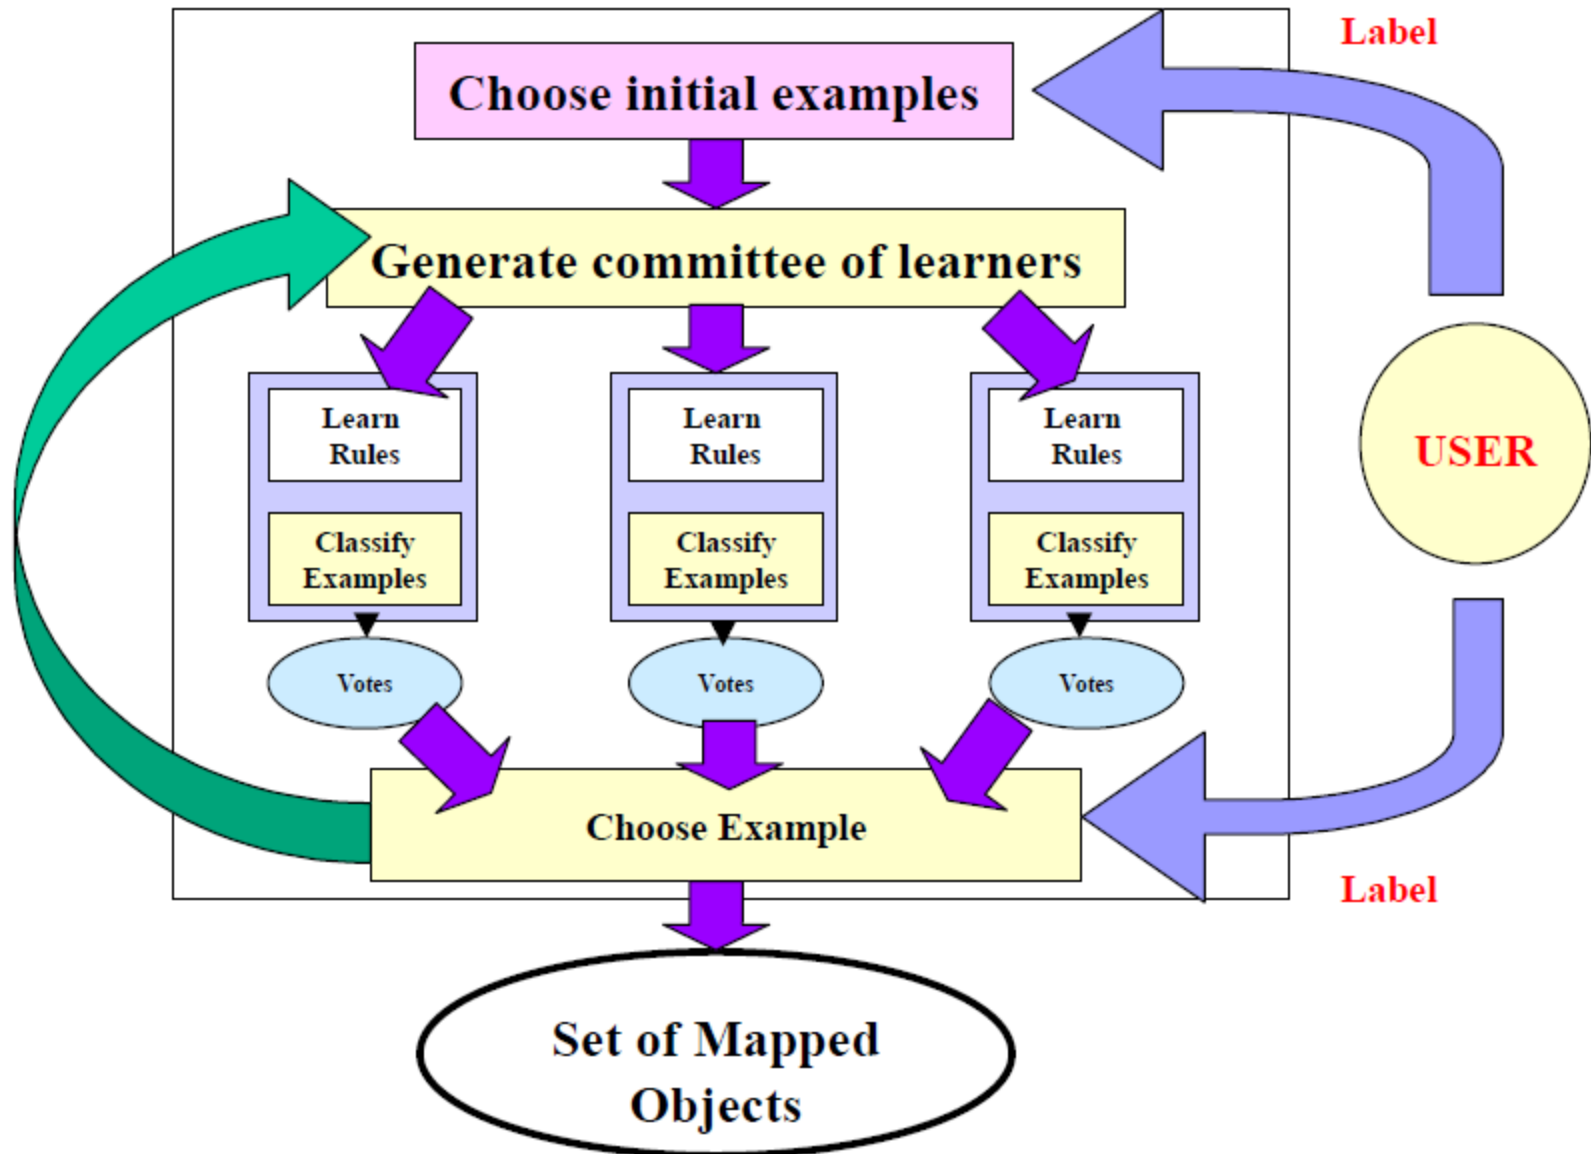 Label
Choose initial examples
Generate committee of learners
Learn
Rules
Learn
Rules
Learn
Rules
USER
Classify
Examples
Classify
Examples
Classify
Examples
Votes
Votes
Votes
Choose Example
Label
Set of Mapped
Objects